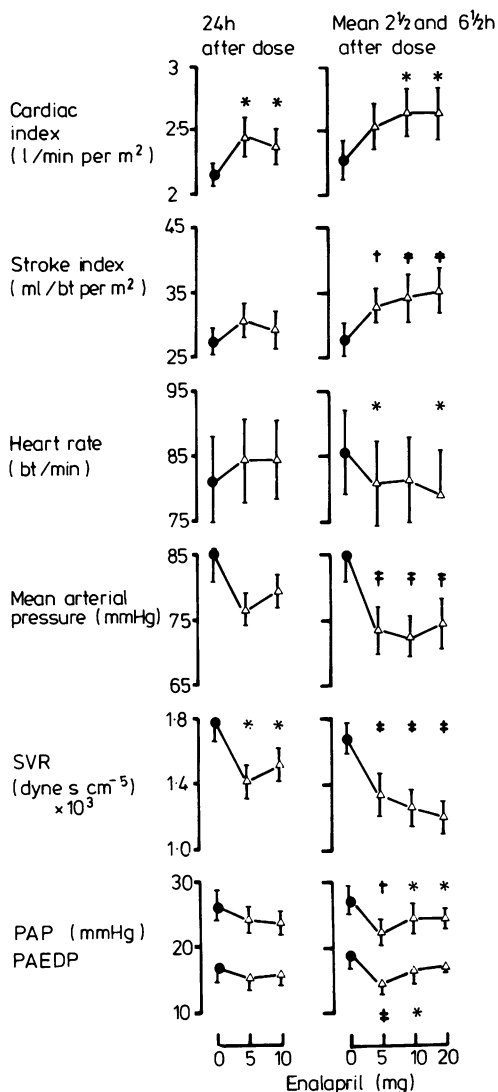 24h
after dose
Mean 2½ and 6½h
after dose
Cardiac
index
(l/min per m²)
3
2·5
2
* *
* *
Stroke index
(ml/bt per m²)
45
35
25
† ‡ ‡
Heart rate
(bt/min)
95
85
75
* *
Mean arterial
pressure (mmHg)
85
75
65
‡ ‡ ‡
SVR
(dyne s cm⁻⁵)
×10³
1·8
1·4
1·0
* *
‡ ‡ ‡
PAP (mmHg)
PAEDP
30
20
10
† * *
‡ *
0 5 10
0 5 10 20
Enalapril (mg)